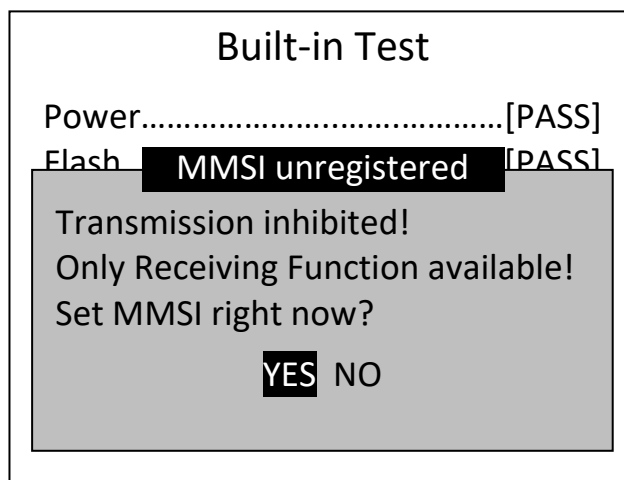 Built-in Test
Power……………………..…….…………[PASS]
Flash [PASS]
MMSI unregistered
Transmission inhibited!
Only Receiving Function available!
Set MMSI right now?
YES NO